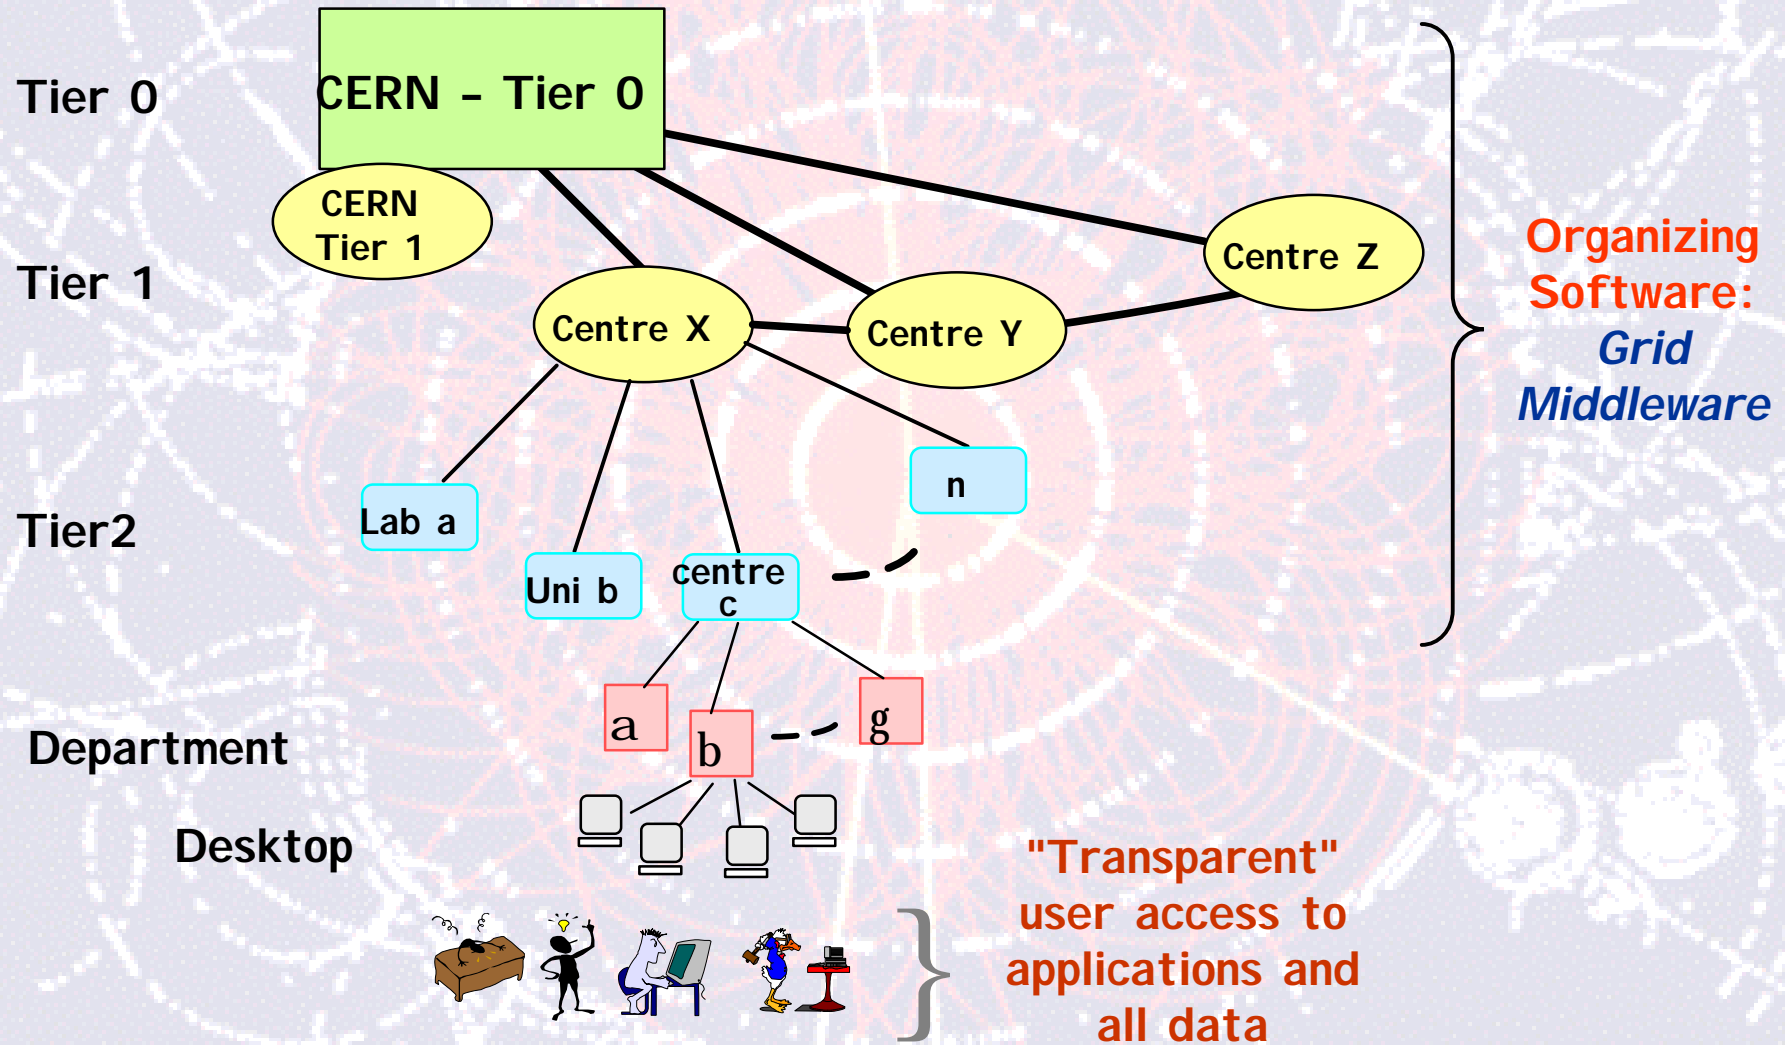 Tier 0
CERN – Tier 0
CERN
Tier 1
Tier 1
Centre X
Centre Y
Centre Z
Organizing
Software:
Grid
Middleware
Tier2
Lab a
Uni b
centre
c
n
Department
a
b
g
Desktop
"Transparent"
user access to
applications and
all data